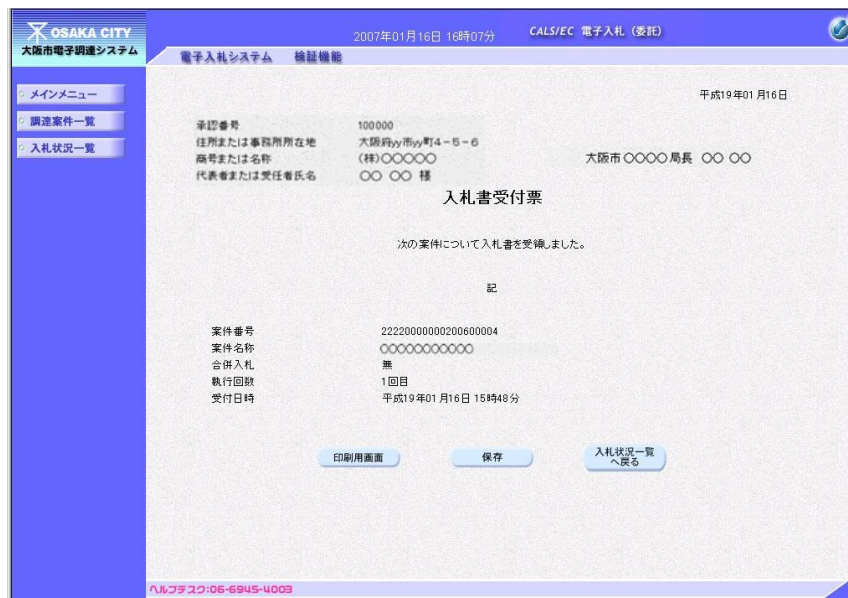 OSAKA CITY
大阪市電子調達システム
2007年01月16日 16時07分
CALS/EC 電子入札（委託）
電子入札システム 検証機能
メインメニュー
調達案件一覧
入札状況一覧
平成19年01月16日
承認番号 100000
住所または事務所所在地 大阪府yy市yy町4-5-6
商号または名称 (株)〇〇〇〇〇
代表者または受任者氏名 〇〇 〇〇 様
大阪市〇〇〇〇局長 〇〇 〇〇
入札書受付票
次の案件について入札書を受領しました。
記
案件番号 22220000000200600004
案件名称 〇〇〇〇〇〇〇〇〇〇〇
合併入札 無
執行回数 1回目
受付日時 平成19年01月16日 15時48分
印刷用画面
保存
入札状況一覧
へ戻る
ヘルプデスク:06-6945-4003